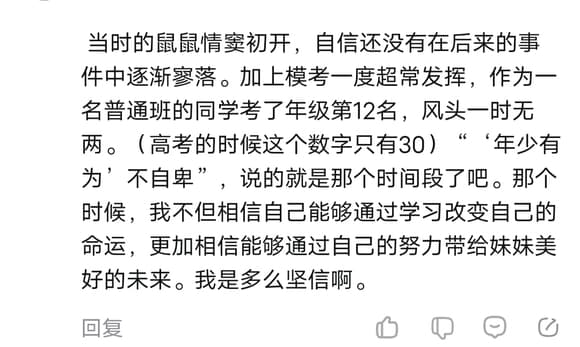 当时的鼠鼠情窦初开，自信还没有在后来的事
件中逐渐寥落。加上模考一度超常发挥，作为一
名普通班的同学考了年级第12名，风头一时无
两。（高考的时候这个数字只有30）“‘年少有
为’不自卑”，说的就是那个时间段了吧。那个
时候，我不但相信自己能够通过学习改变自己的
命运，更加相信能够通过自己的努力带给妹妹美
好的未来。我是多么坚信啊。
回复